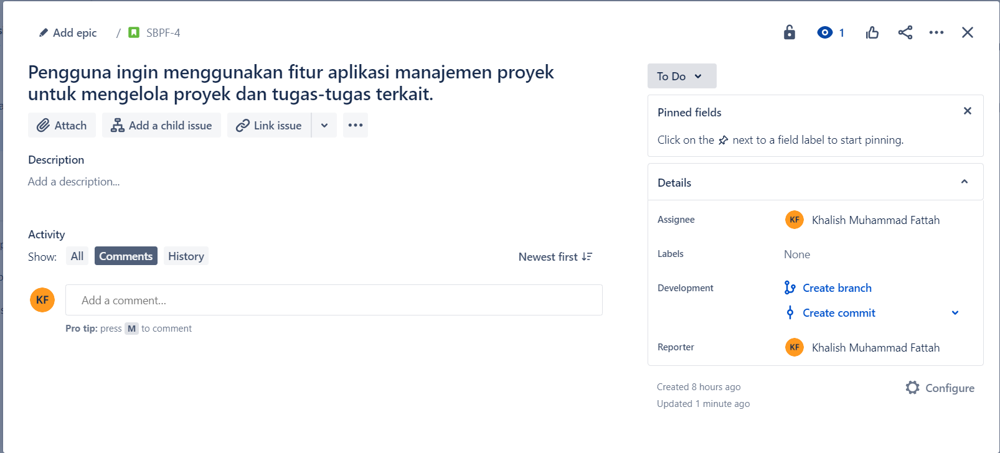 Add epic / SBPF-4
1
Pengguna ingin menggunakan fitur aplikasi manajemen proyek
untuk mengelola proyek dan tugas-tugas terkait.
Attach Add a child issue Link issue
Description
Add a description...
Activity
Show: All Comments History Newest first
KF Add a comment...
Pro tip: press M to comment
To Do
Pinned fields
Click on the next to a field label to start pinning.
Details
Assignee KF Khalish Muhammad Fattah
Labels None
Development Create branch
Create commit
Reporter KF Khalish Muhammad Fattah
Created 8 hours ago Configure
Updated 1 minute ago